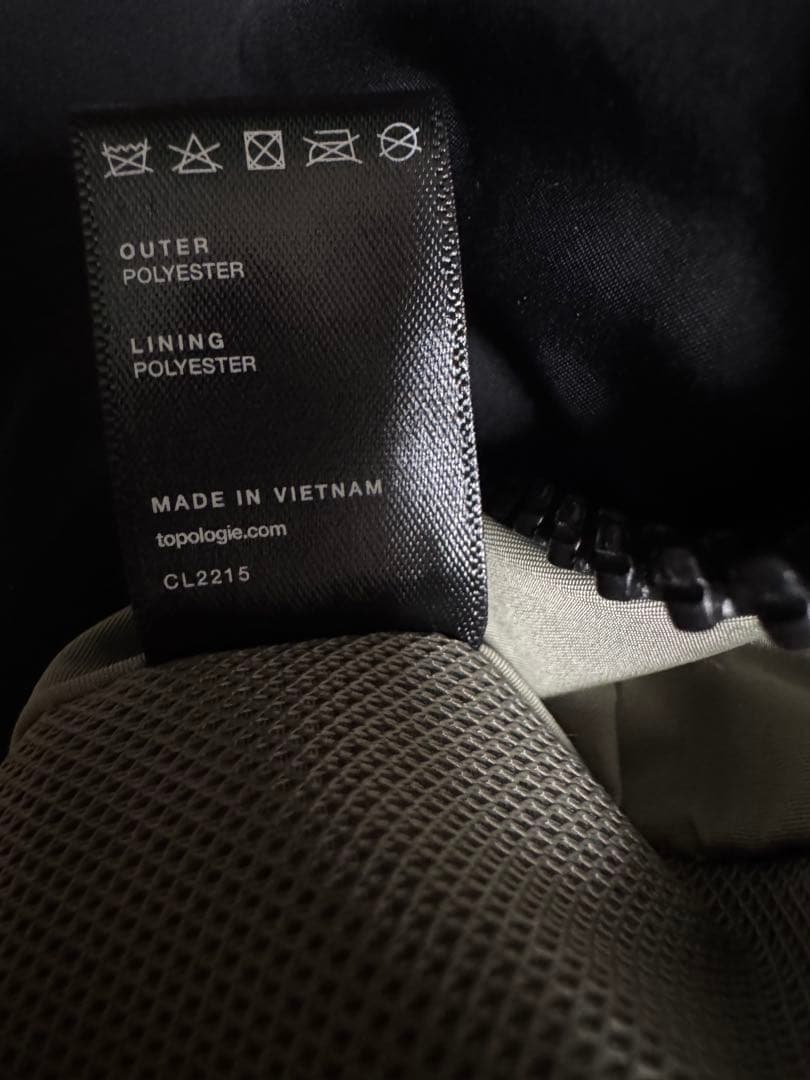 OUTER
POLYESTER
LINING
POLYESTER
MADE IN VIETNAM
topologie.com
CL2215